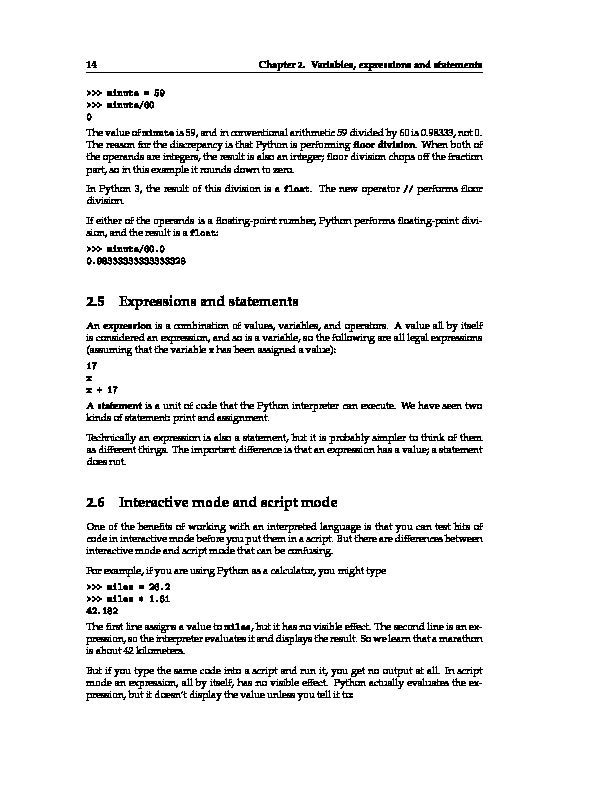 14 Chapter 2. Variables, expressions and statements
>>> minute = 59
>>> minute/60
0
The value of minute is 59, and in conventional arithmetic 59 divided by 60 is 0.98333, not 0.
The reason for the discrepancy is that Python is performing floor division. When both of
the operands are integers, the result is also an integer; floor division chops off the fraction
part, so in this example it rounds down to zero.
In Python 3, the result of this division is a float. The new operator // performs floor
division.
If either of the operands is a floating-point number, Python performs floating-point divi-
sion, and the result is a float:
>>> minute/60.0
0.98333333333333328
2.5 Expressions and statements
An expression is a combination of values, variables, and operators. A value all by itself
is considered an expression, and so is a variable, so the following are all legal expressions
(assuming that the variable x has been assigned a value):
17
x
x + 17
A statement is a unit of code that the Python interpreter can execute. We have seen two
kinds of statement: print and assignment.
Technically an expression is also a statement, but it is probably simpler to think of them
as different things. The important difference is that an expression has a value; a statement
does not.
2.6 Interactive mode and script mode
One of the benefits of working with an interpreted language is that you can test bits of
code in interactive mode before you put them in a script. But there are differences between
interactive mode and script mode that can be confusing.
For example, if you are using Python as a calculator, you might type
>>> miles = 26.2
>>> miles * 1.61
42.182
The first line assigns a value to miles, but it has no visible effect. The second line is an ex-
pression, so the interpreter evaluates it and displays the result. So we learn that a marathon
is about 42 kilometers.
But if you type the same code into a script and run it, you get no output at all. In script
mode an expression, all by itself, has no visible effect. Python actually evaluates the ex-
pression, but it doesn't display the value unless you tell it to: